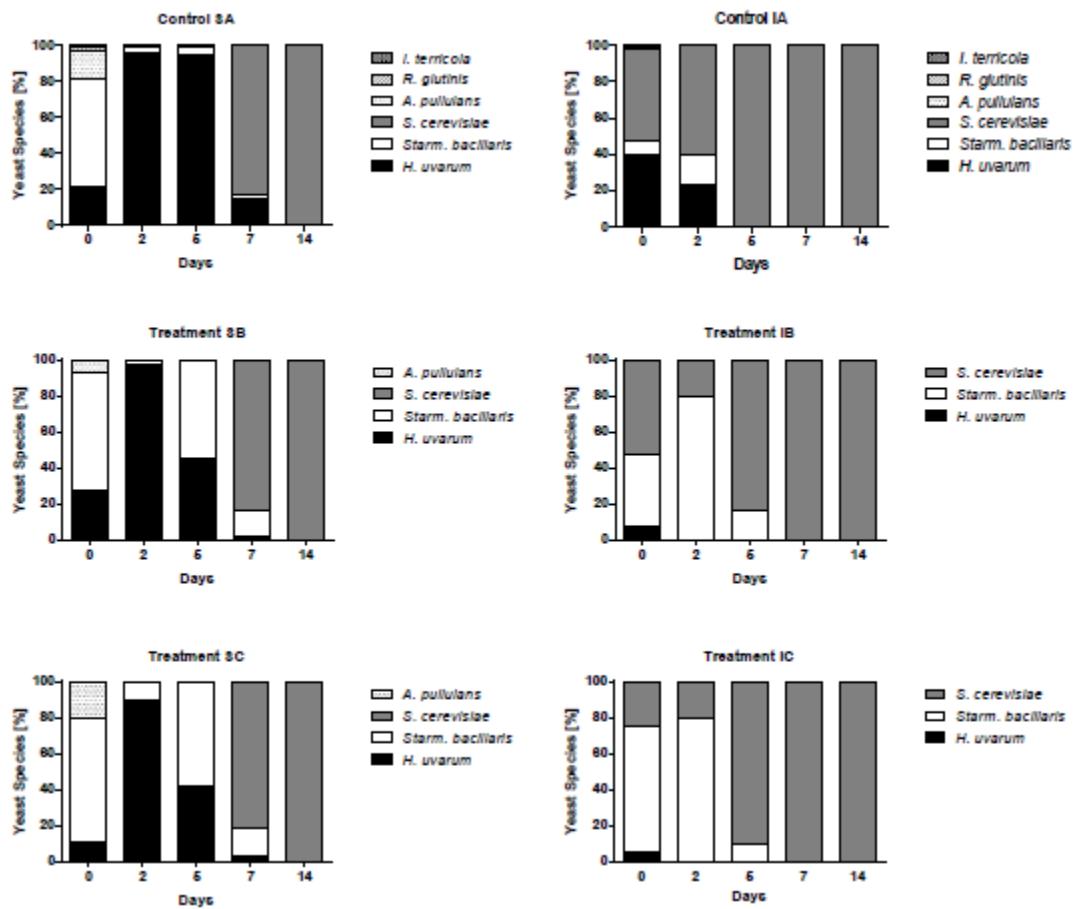 Control SA
Yeast Species [%]
100
80
60
40
20
0
0 2 5 7 14
Days
I. terricola
R. glutinis
A. pullulans
S. cerevisiae
Starm. bacillaris
H. uvarum
Control IA
Yeast Species [%]
100
80
60
40
20
0
0 2 5 7 14
Days
I. terricola
R. glutinis
A. pullulans
S. cerevisiae
Starm. bacillaris
H. uvarum
Treatment SB
Yeast Species [%]
100
80
60
40
20
0
0 2 5 7 14
Days
A. pullulans
S. cerevisiae
Starm. bacillaris
H. uvarum
Treatment IB
Yeast Species [%]
100
80
60
40
20
0
0 2 5 7 14
Days
S. cerevisiae
Starm. bacillaris
H. uvarum
Treatment SC
Yeast Species [%]
100
80
60
40
20
0
0 2 5 7 14
Days
A. pullulans
S. cerevisiae
Starm. bacillaris
H. uvarum
Treatment IC
Yeast Species [%]
100
80
60
40
20
0
0 2 5 7 14
Days
S. cerevisiae
Starm. bacillaris
H. uvarum